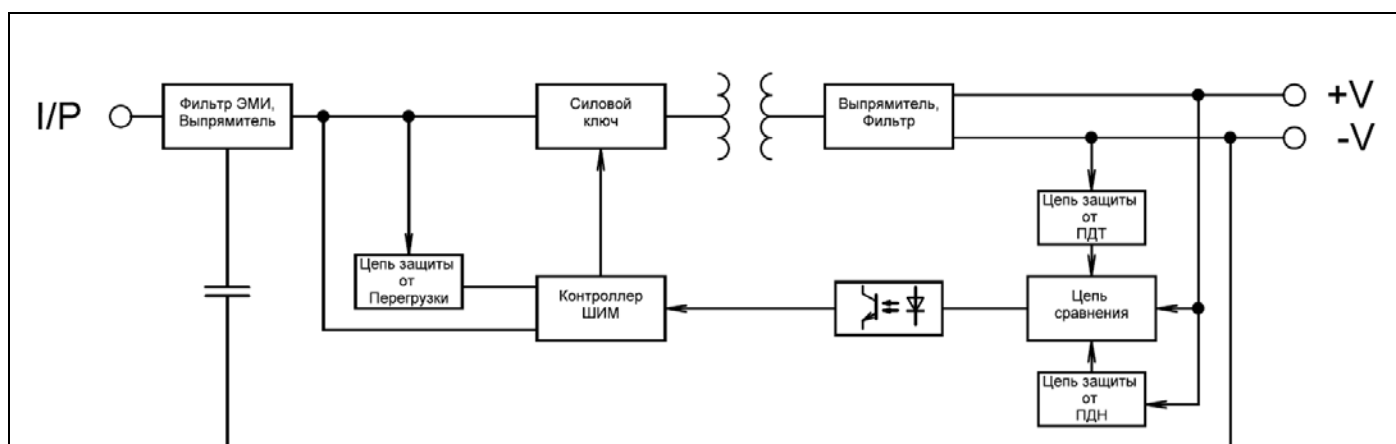 I/P
Фильтр ЭМИ,
Выпрямитель
Силовой
ключ
Выпрямитель,
Фильтр
+V
-V
Цепь защиты
от
ПДТ
Цепь защиты
от
Перегрузки
Контроллер
ШИМ
Цепь
сравнения
Цепь защиты
от
ПДН